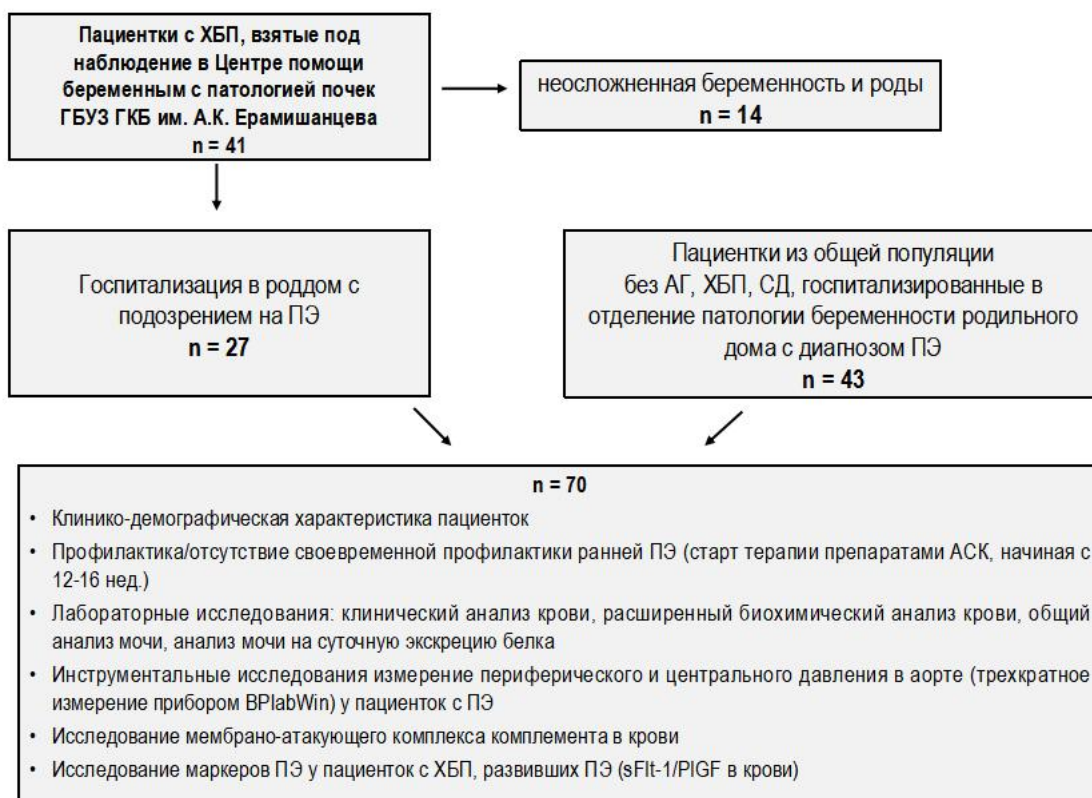 Пациентки с ХБП, взятые под
наблюдение в Центре помощи
беременным с патологией почек
ГБУЗ ГКБ им. А.К. Ерамишанцева
n = 41
неосложненная беременность и роды
n = 14
Госпитализация в роддом с
подозрением на ПЭ
n = 27
Пациентки из общей популяции
без АГ, ХБП, СД, госпитализированные в
отделение патологии беременности родильного
дома с диагнозом ПЭ
n = 43
n = 70
• Клинико-демографическая характеристика пациенток
• Профилактика/отсутствие своевременной профилактики ранней ПЭ (старт терапии препаратами АСК, начиная с
12-16 нед.)
• Лабораторные исследования: клинический анализ крови, расширенный биохимический анализ крови, общий
анализ мочи, анализ мочи на суточную экскрецию белка
• Инструментальные исследования измерение периферического и центрального давления в аорте (трехкратное
измерение прибором BPlabWin) у пациенток с ПЭ
• Исследование мембрано-атакующего комплекса комплемента в крови
• Исследование маркеров ПЭ у пациенток с ХБП, развивших ПЭ (sFlt-1/PlGF в крови)